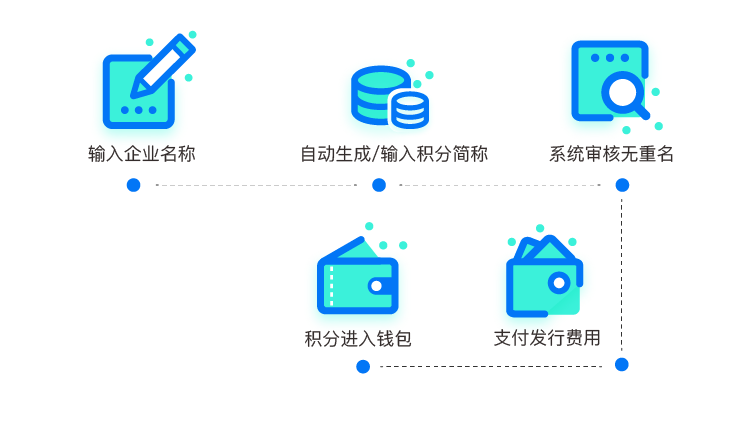 输入企业名称
自动生成/输入积分简称
系统审核无重名
积分进入钱包
支付发行费用